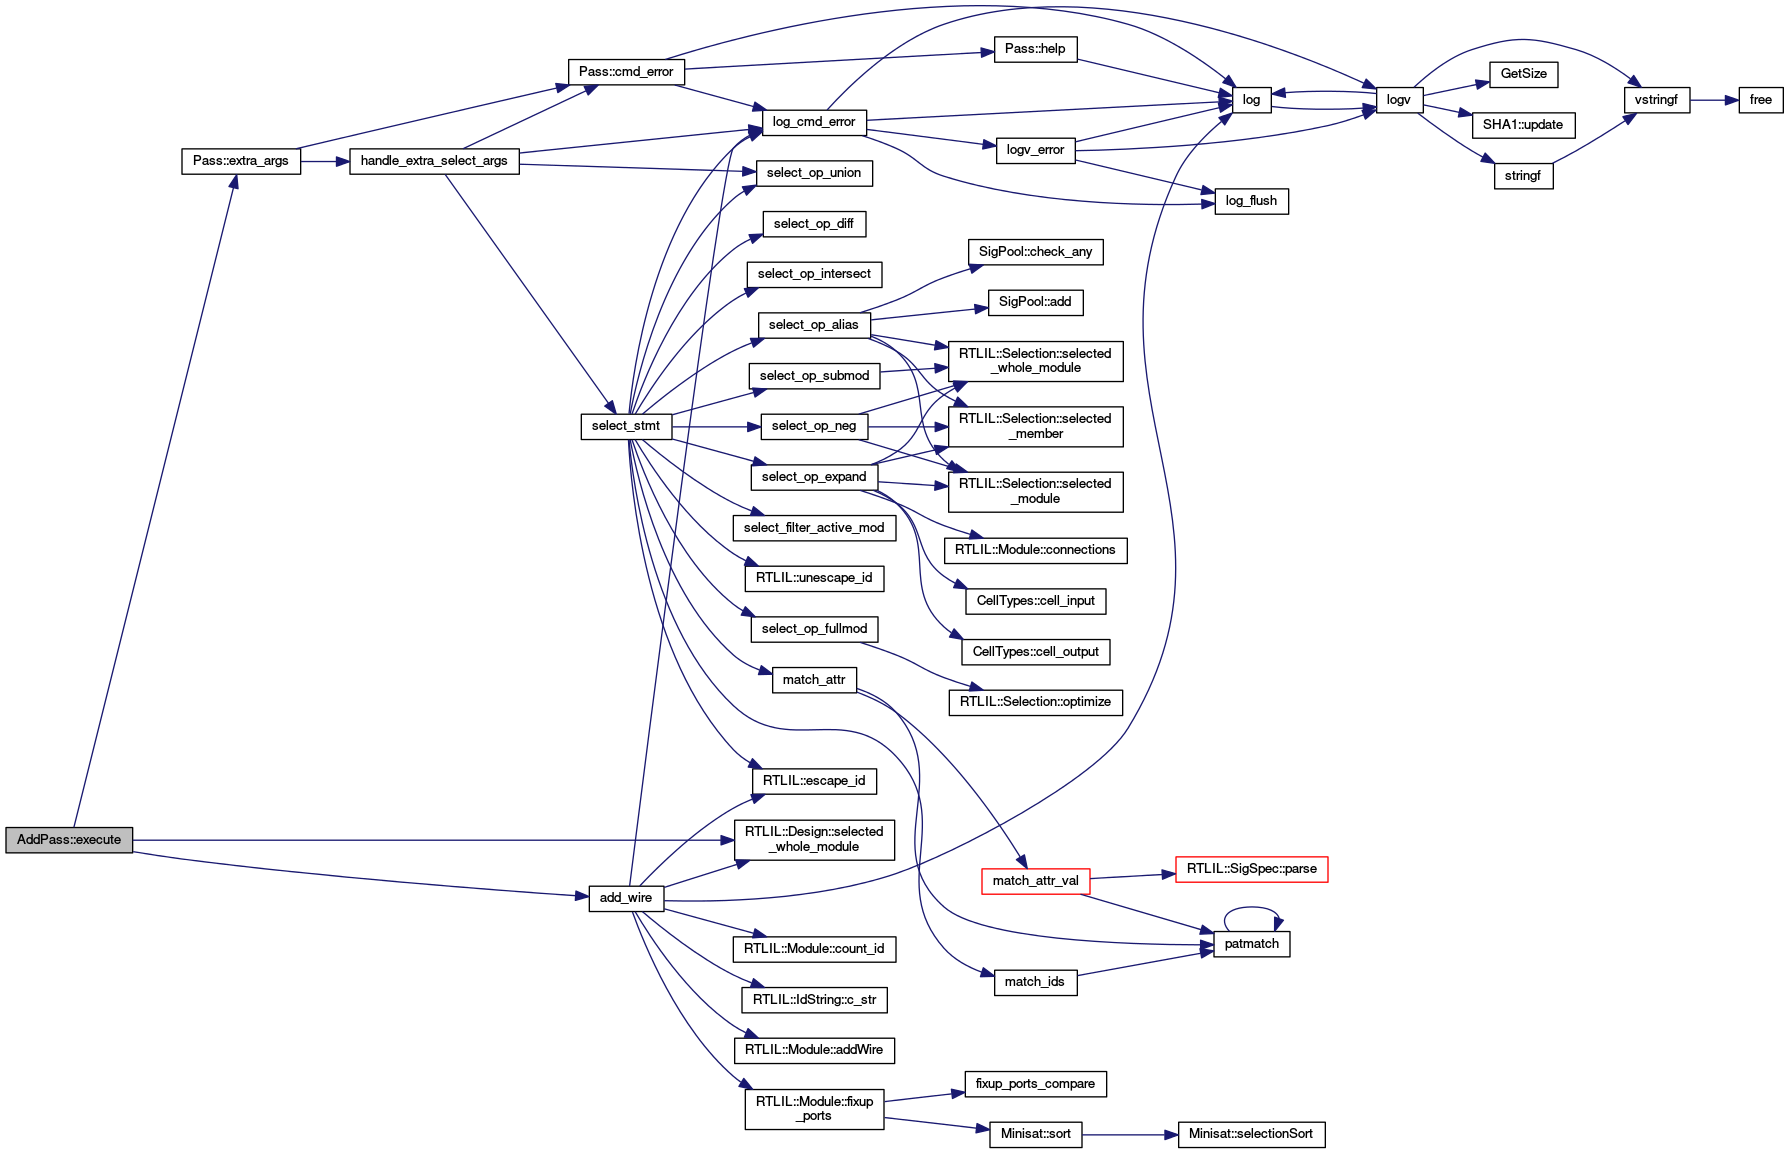 Pass::help
Pass::cmd_error
GetSize
log
logv
vstringf
free
log_cmd_error
SHA1::update
logv_error
Pass::extra_args
handle_extra_select_args
select_op_union
stringf
log_flush
select_op_diff
SigPool::check_any
select_op_intersect
SigPool::add
select_op_alias
RTLIL::Selection::selected
_whole_module
select_op_submod
select_stmt
select_op_neg
RTLIL::Selection::selected
_member
select_op_expand
RTLIL::Selection::selected
_module
select_filter_active_mod
RTLIL::Module::connections
RTLIL::unescape_id
CellTypes::cell_input
select_op_fullmod
CellTypes::cell_output
match_attr
RTLIL::Selection::optimize
RTLIL::escape_id
AddPass::execute
RTLIL::Design::selected
_whole_module
RTLIL::SigSpec::parse
match_attr_val
add_wire
patmatch
RTLIL::Module::count_id
match_ids
RTLIL::IdString::c_str
RTLIL::Module::addWire
fixup_ports_compare
RTLIL::Module::fixup
_ports
Minisat::sort
Minisat::selectionSort